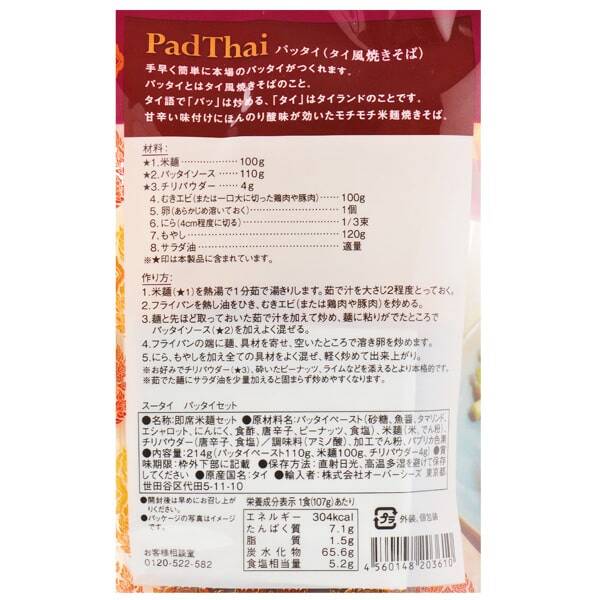 PadThai パッタイ(タイ風焼きそば)
手早く簡単に本場のパッタイがつくれます。
パッタイとはタイ風焼きそばのこと。
タイ語で「パッ」は炒める、「タイ」はタイランドのことです。
甘辛い味付けにほんのり酸味が効いたモチモチ米麺焼きそば。
材料:
★1.米麺……………100g
★2.パッタイソース……110g
★3.チリパウダー……4g
4.むきエビ(または一口大に切った鶏肉や豚肉)……100g
5.卵(あらかじめ溶いておく)……………1個
6.にら(4cm程度に切る)……………1/3束
7.もやし……………120g
8.サラダ油……………適量
※★印は本製品に含まれています。
作り方:
1.米麺(★1)を熱湯で1分茹で湯きりします。茹で汁を大さじ2程度とっておく。
2.フライパンを熱し油をひき、むきエビ(または鶏肉や豚肉)を炒める。
3.麺と先ほど取っておいた茹で汁を加えて炒め、麺に粘りがでたところで
パッタイソース(★2)を加えよく混ぜる。
4.フライパンの端に麺、具材を寄せ、空いたところで溶き卵を炒めます。
5.にら、もやしを加え全ての具材をよく混ぜ、軽く炒めて出来上がり。
※お好みでチリパウダー(★3)、砕いたピーナッツ、ライムなどを添えるとより本格的です。
※茹でた麺にサラダ油を少量加えると固まらず炒めやすくなります。
スータイ パッタイセット
●名称:即席米麺セット ●原材料名:パッタイペースト(砂糖、魚醤、タマリンド、
エシャロット、にんにく、食酢、唐辛子、ピーナッツ、食塩)、米麺(米、でん粉)、
チリパウダー(唐辛子、食塩)/調味料(アミノ酸)、加工でん粉、パプリカ色素
●内容量:214g(パッタイペースト110g、米麺100g、チリパウダー4g) ●賞
味期限:枠外下部に記載 ●保存方法:直射日光、高温多湿を避けて保存
してください ●原産国名:タイ ●輸入者:株式会社オーバーシーズ 東京都
世田谷区代田5-11-10
●開封後は早めにお召し上が
りください。
●パッケージの写真はイメージ
です。
お客様相談室
0120-522-582
栄養成分表示 1食(107g)あたり
エネルギー 304kcal
たんぱく質 7.1g
脂質 1.5g
炭水化物 65.6g
食塩相当量 5.2g
プラ 外装、個包装
4 560148 203610